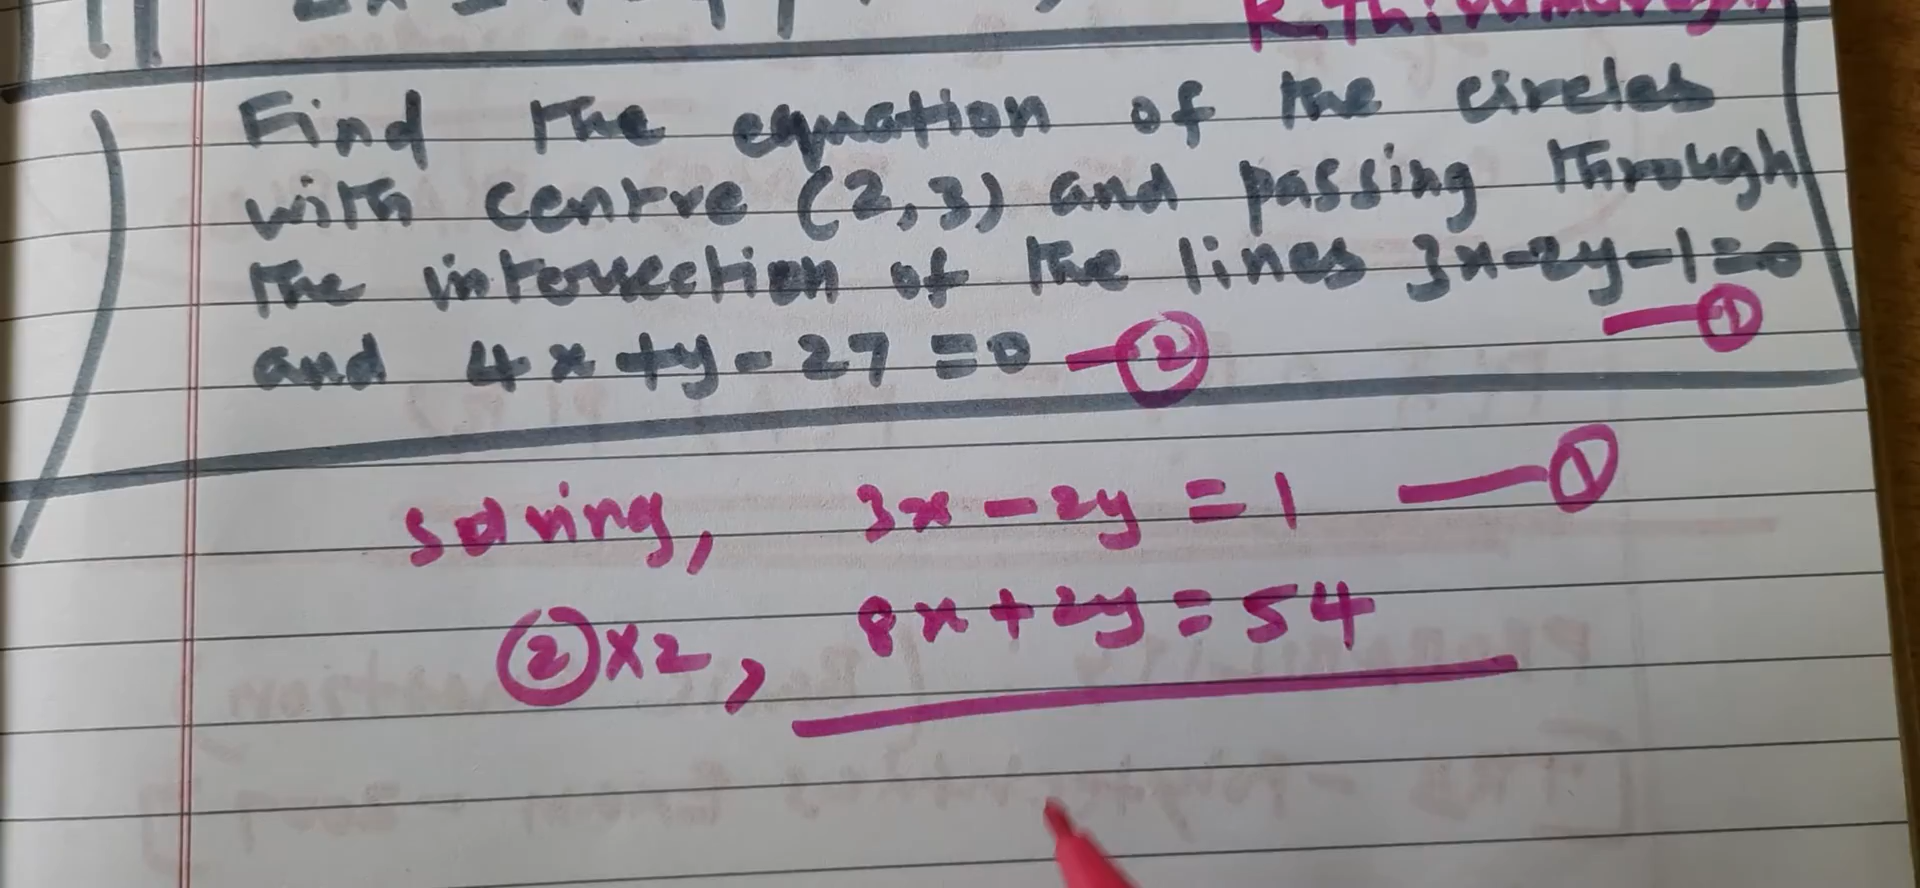 R. Thirumurugan
Find the equation of the circles
with centre (2,3) and passing through
the intersection of the lines 3x-2y-1=0
— ①
and 4x+y-27=0 — ②
solving, 3x-2y=1 — ①
②×2, 8x+2y=54